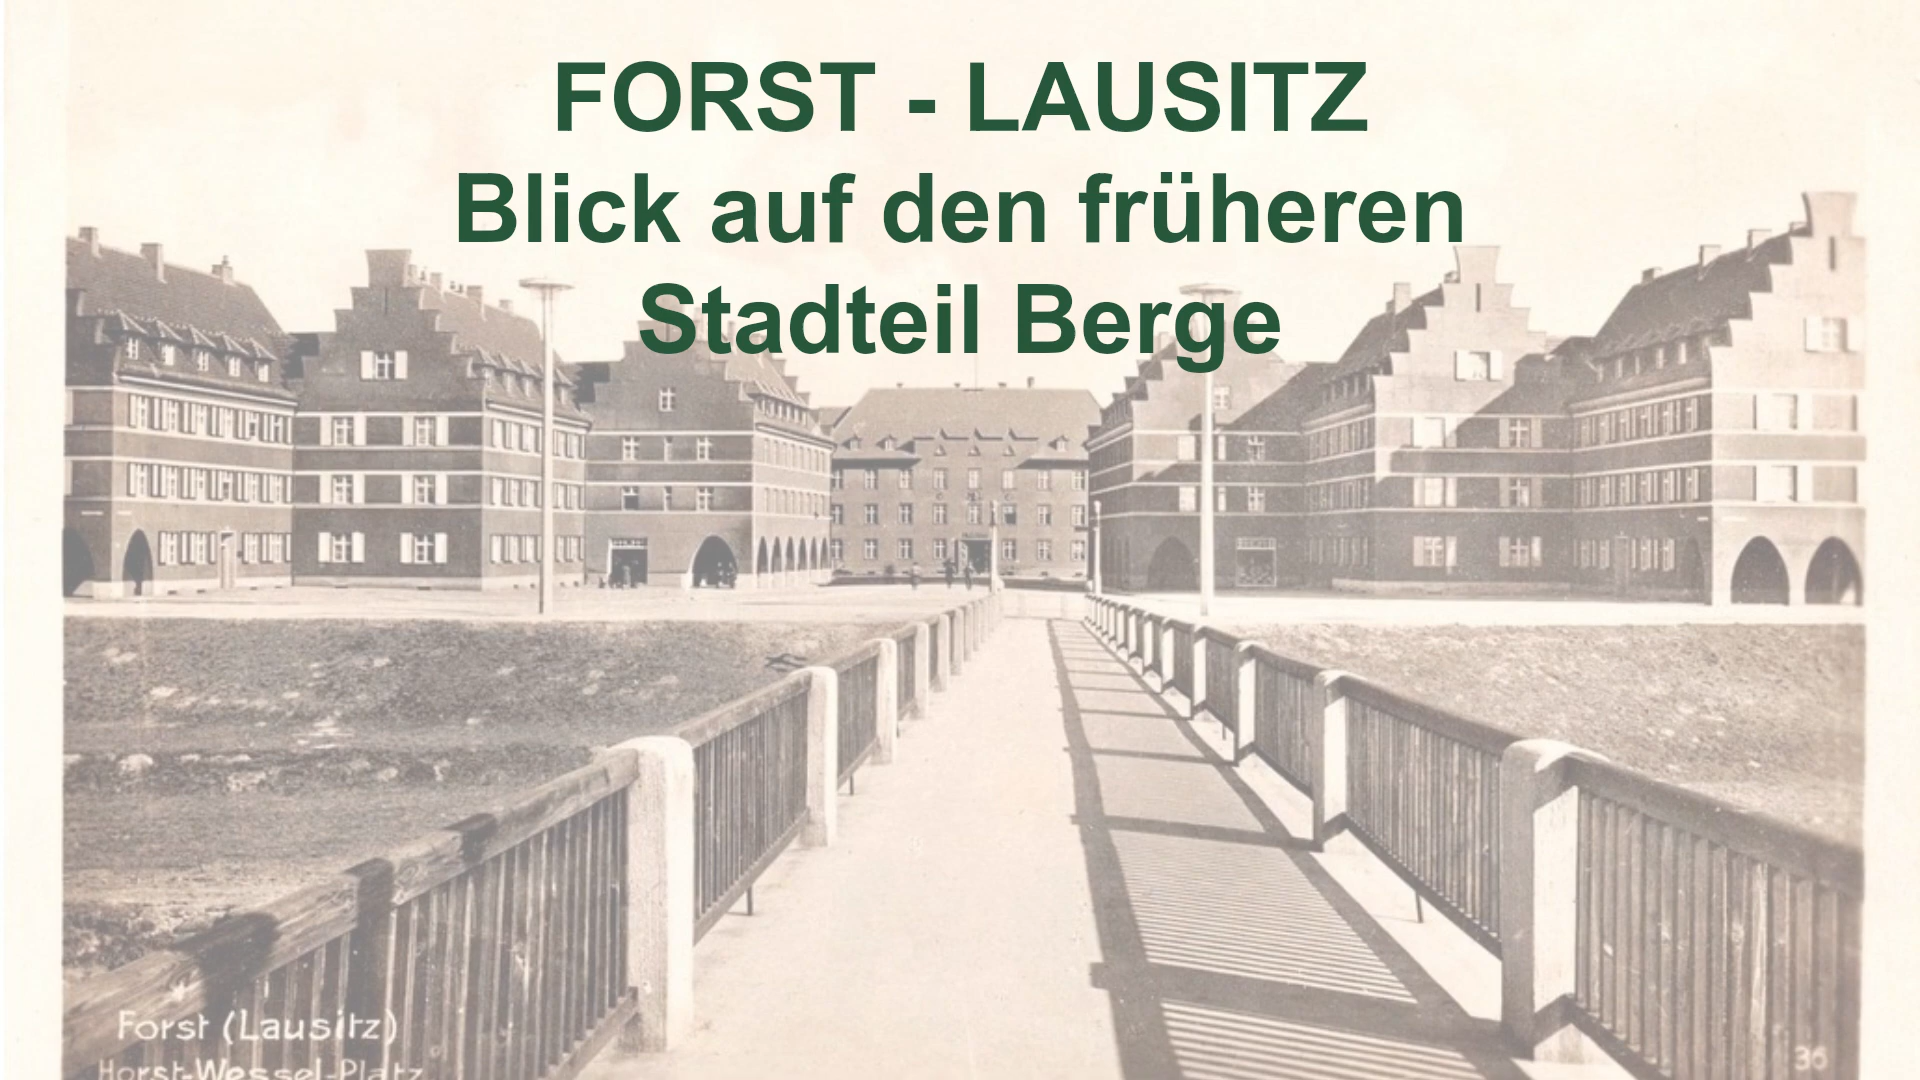 FORST - LAUSITZ
Blick auf den früheren
Stadteil Berge
Forst (Lausitz)
Horst-Wessel-Platz
36